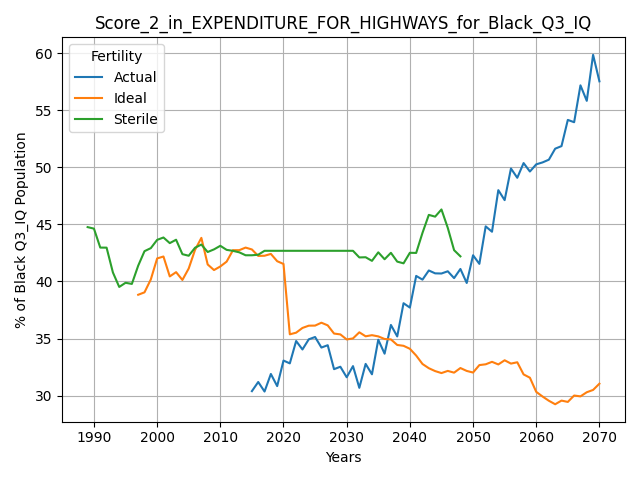 Score_2_in_EXPENDITURE_FOR_HIGHWAYS_for_Black_Q3_IQ
Fertility
Actual
Ideal
Sterile
% of Black Q3_IQ Population
60
55
50
45
40
35
30
1990 2000 2010 2020 2030 2040 2050 2060 2070
Years